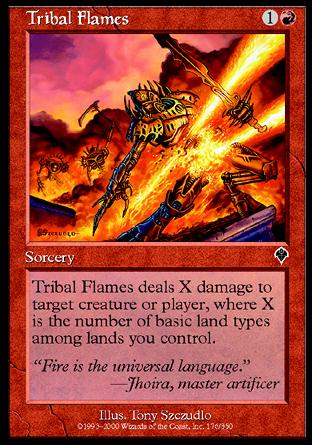 Tribal Flames 1
SZCZUDLO
Sorcery
Tribal Flames deals X damage to
target creature or player, where X
is the number of basic land types
among lands you control.
"Fire is the universal language."
—Jhoira, master artificer
Illus. Tony Szczudlo
©1993–2000 Wizards of the Coast, Inc. 176/350